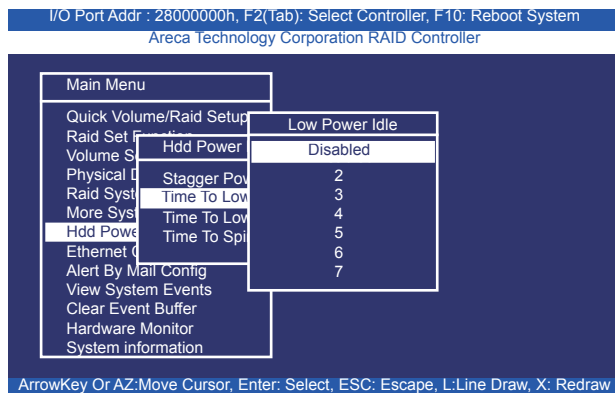 I/O Port Addr : 28000000h, F2(Tab): Select Controller, F10: Reboot System
Areca Technology Corporation RAID Controller
Main Menu
Quick Volume/Raid Setup
Raid Set
Volume S
Physical D
Raid Syst
More Syst
Hdd Powe
Ethernet C
Alert By Mail Config
View System Events
Clear Event Buffer
Hardware Monitor
System information
Hdd Power
Stagger Pow
Time To Low
Time To Low
Time To Spi
Low Power Idle
Disabled
2
3
4
5
6
7
ArrowKey Or AZ:Move Cursor, Enter: Select, ESC: Escape, L:Line Draw, X: Redraw